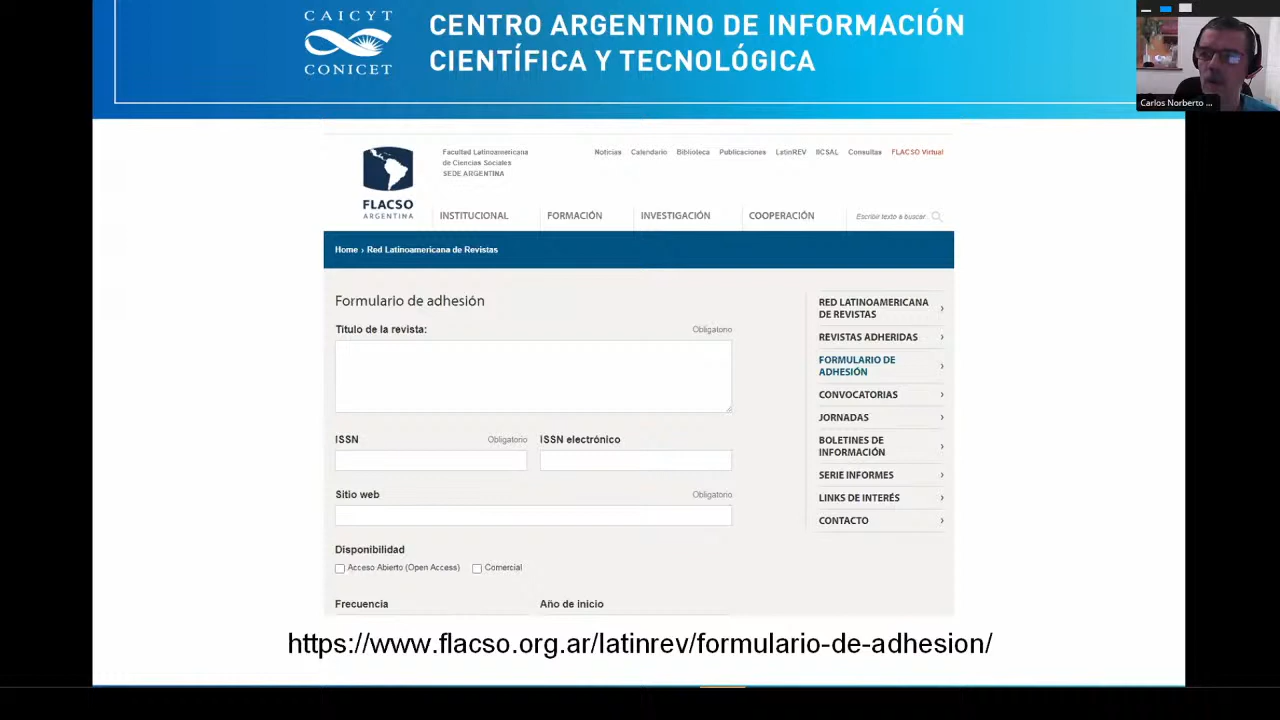 CAICYT
CONICET
CENTRO ARGENTINO DE INFORMACIÓN
CIENTÍFICA Y TECNOLÓGICA
Carlos Norberto ...
Facultad Latinoamericana
de Ciencias Sociales
SEDE ARGENTINA
Noticias Calendario Biblioteca Publicaciones LatinREV IICSAL Consultas FLACSO Virtual
FLACSO
ARGENTINA
INSTITUCIONAL FORMACIÓN INVESTIGACIÓN COOPERACIÓN Escribir texto a buscar
Home › Red Latinoamericana de Revistas
Formulario de adhesión
Título de la revista: Obligatorio
ISSN Obligatorio ISSN electrónico
Sitio web Obligatorio
Disponibilidad
Acceso Abierto (Open Access) Comercial
Frecuencia Año de inicio
RED LATINOAMERICANA
DE REVISTAS ›
REVISTAS ADHERIDAS ›
FORMULARIO DE
ADHESIÓN ›
CONVOCATORIAS ›
JORNADAS ›
BOLETINES DE
INFORMACIÓN ›
SERIE INFORMES ›
LINKS DE INTERÉS ›
CONTACTO ›
https://www.flacso.org.ar/latinrev/formulario-de-adhesion/